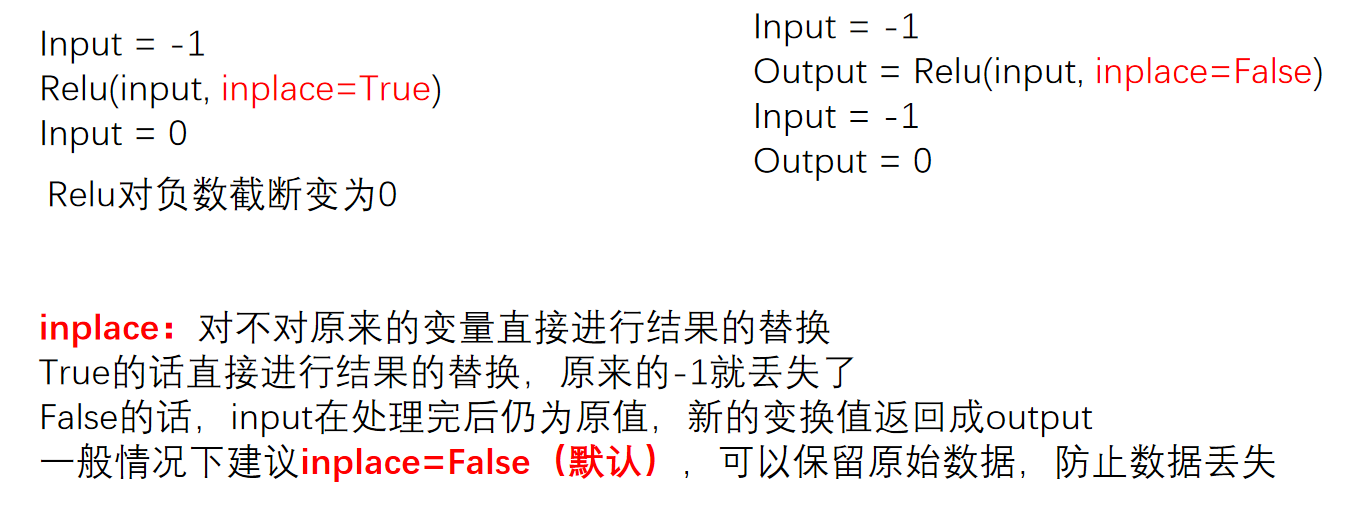 Input = -1
Relu(input, inplace=True)
Input = 0
Relu对负数截断变为0
Input = -1
Output = Relu(input, inplace=False)
Input = -1
Output = 0
inplace：对不对原来的变量直接进行结果的替换
True的话直接进行结果的替换，原来的-1就丢失了
False的话，input在处理完后仍为原值，新的变换值返回成output
一般情况下建议inplace=False（默认），可以保留原始数据，防止数据丢失